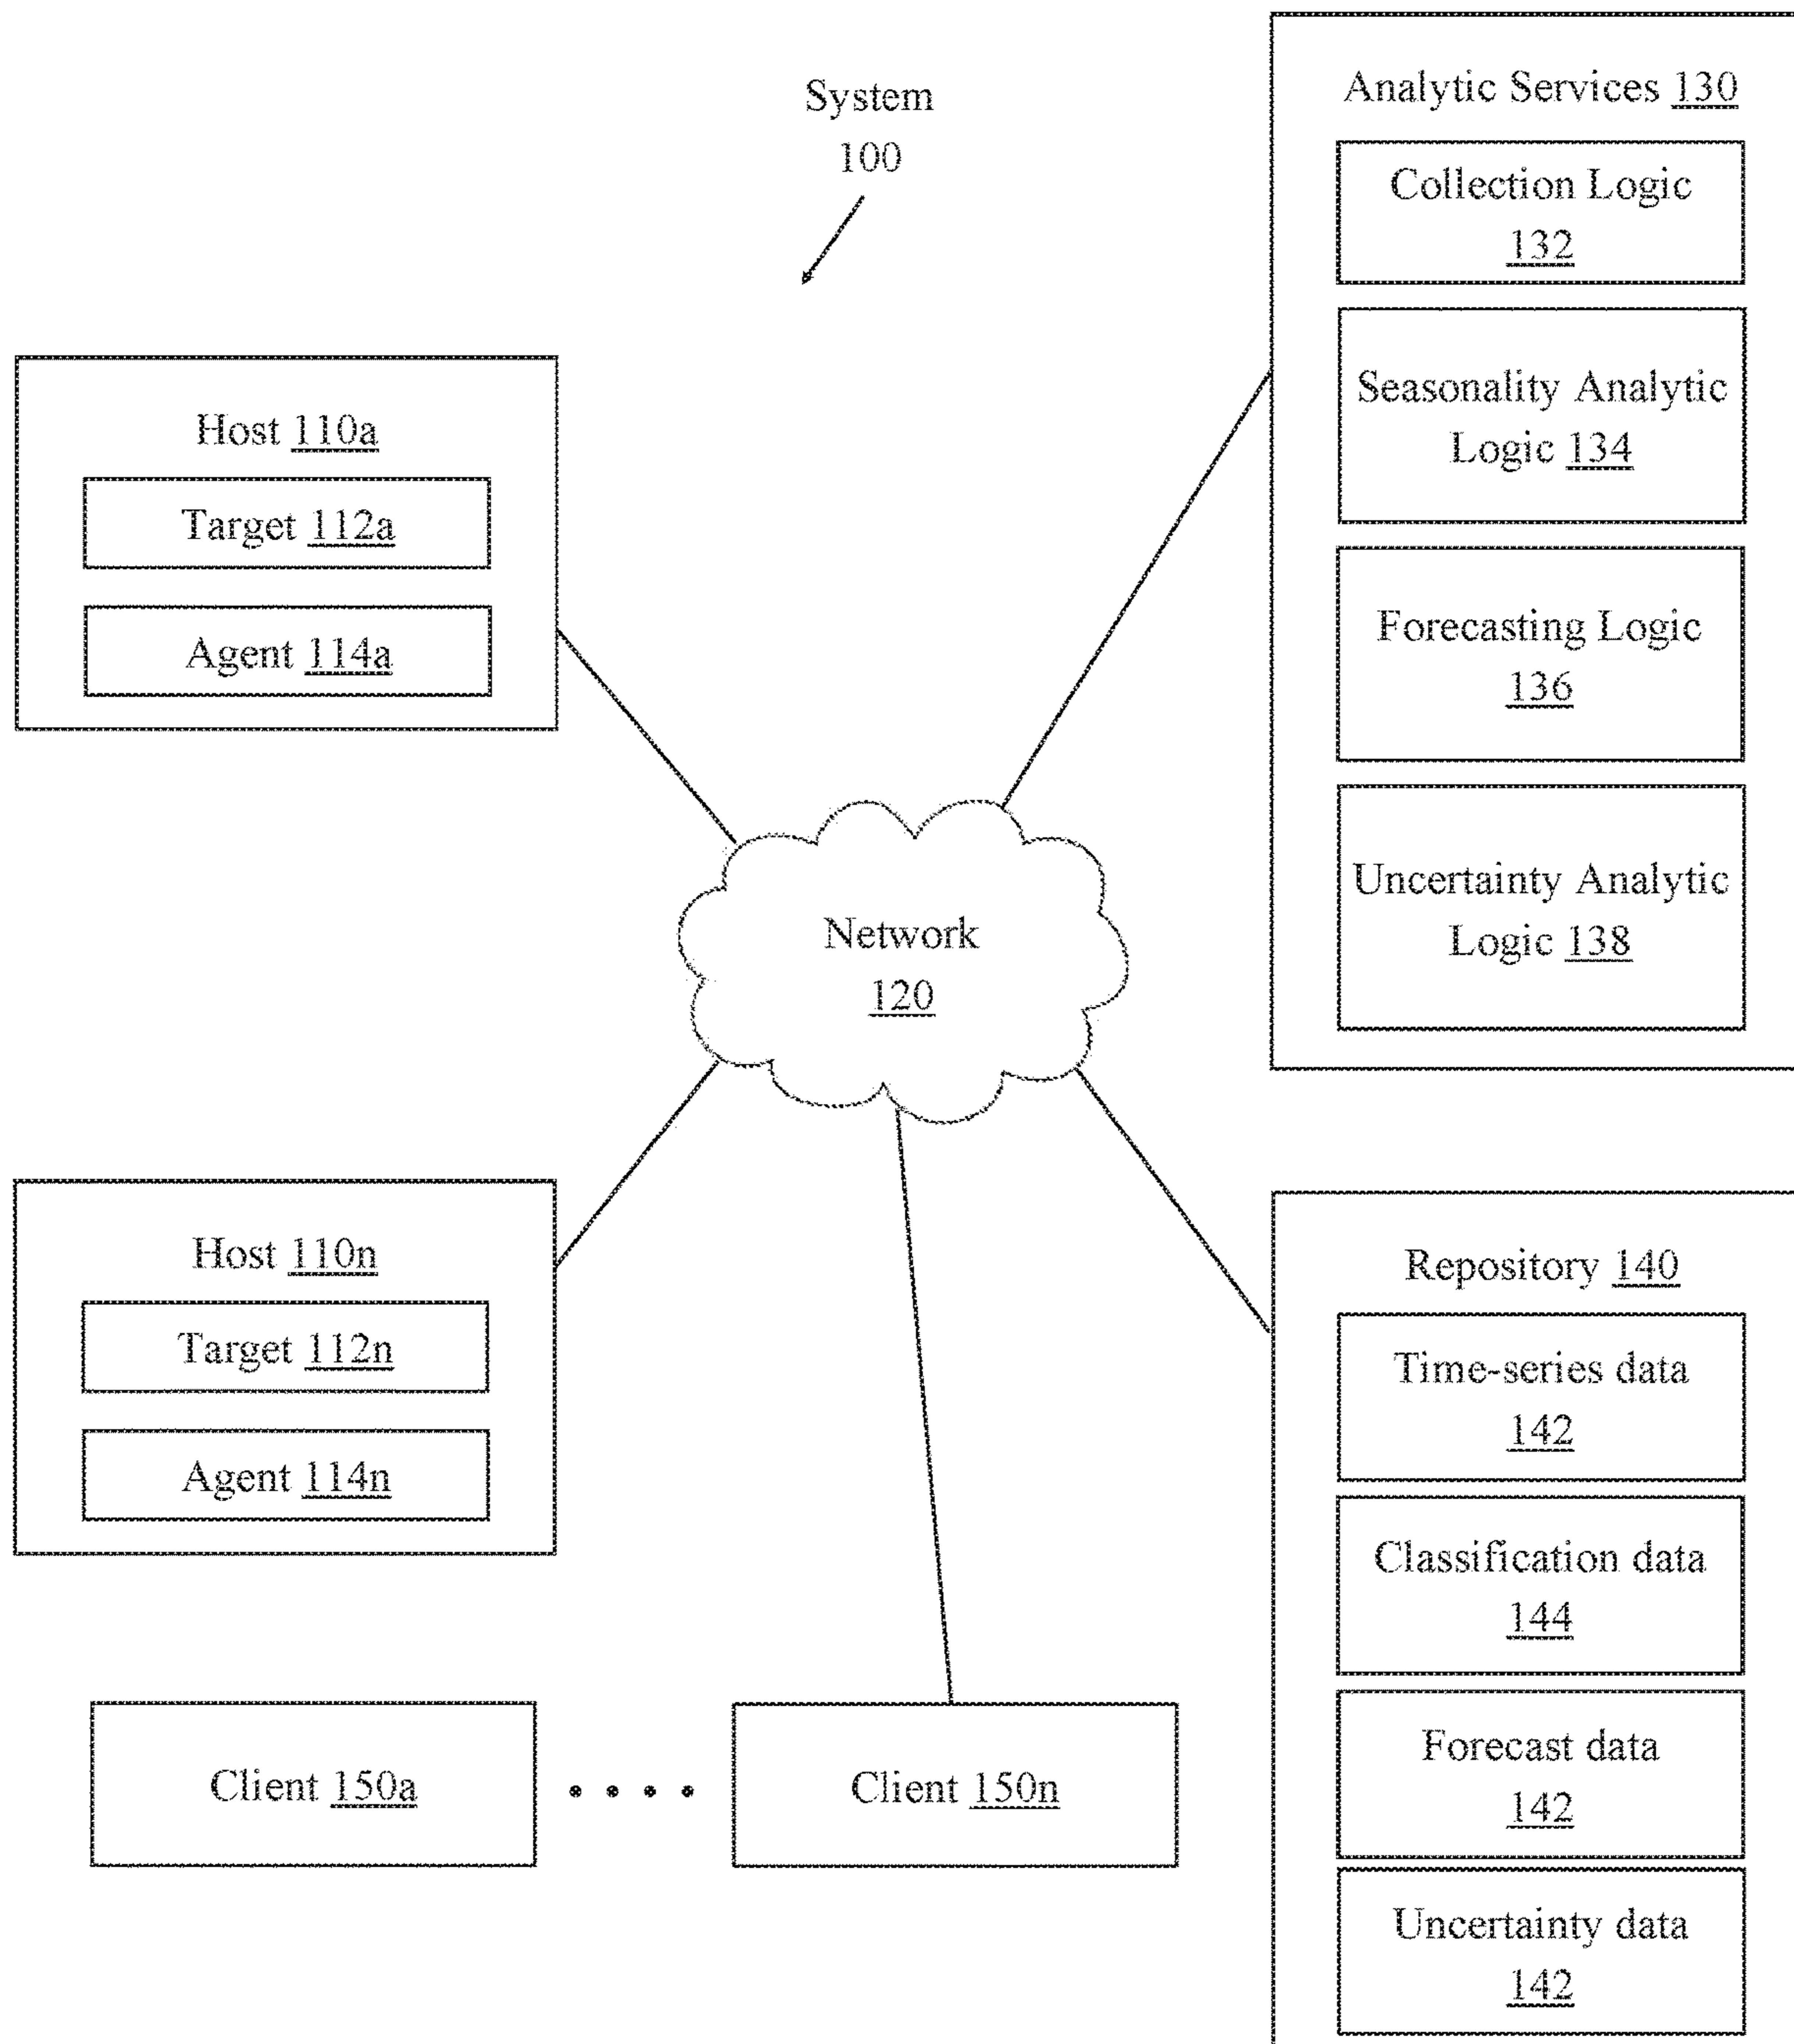 System
100
Analytic Services 130
Collection Logic
132
Seasonality Analytic
Logic 134
Forecasting Logic
136
Uncertainty Analytic
Logic 138
Host 110a
Target 112a
Agent 114a
Network
120
Host 110n
Target 112n
Agent 114n
Repository 140
Time-series data
142
Classification data
144
Forecast data
142
Uncertainty data
142
Client 150a
Client 150n